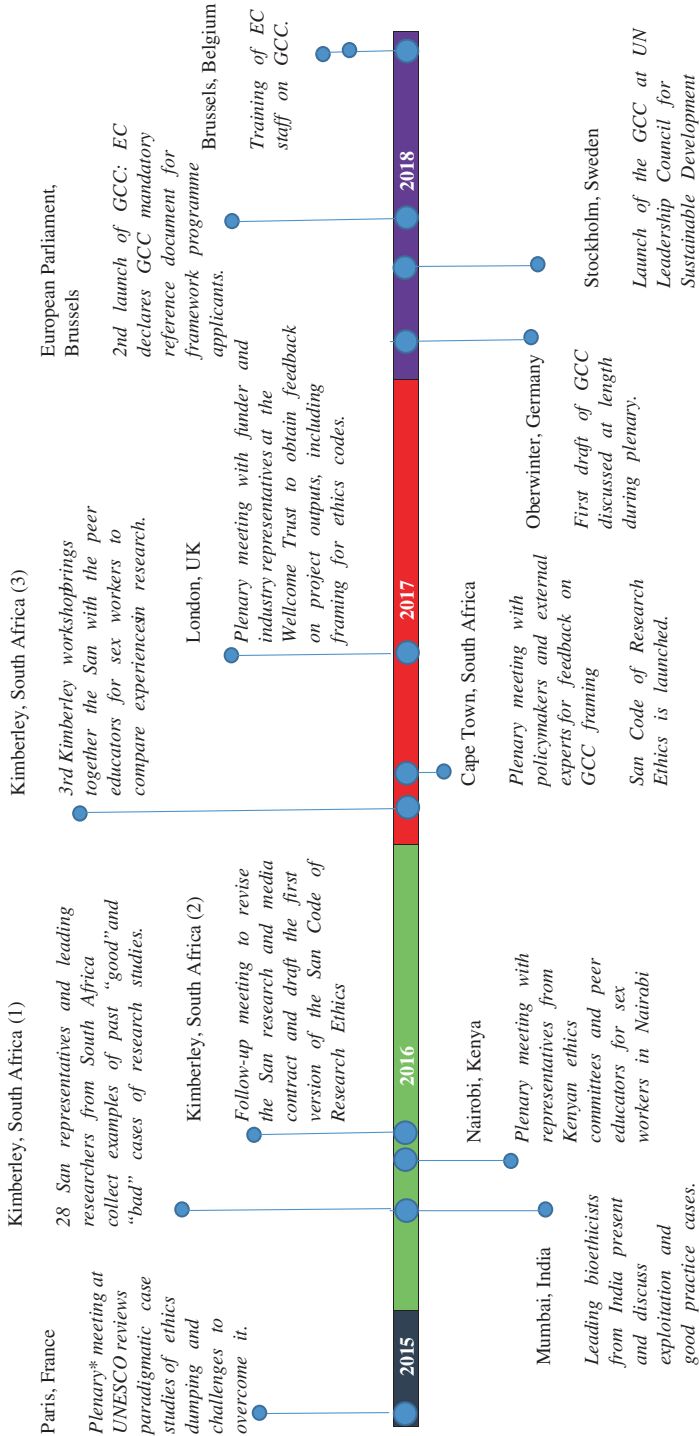 Paris, France
Plenary* meeting at
UNESCO reviews
paradigmatic case
studies of ethics
dumping and
challenges to
overcome it.
Kimberley, South Africa (1)
28 San representatives and leading
researchers from South Africa
collect examples of past “good”and
“bad” cases of research studies.
Kimberley, South Africa (2)
Follow-up meeting to revise
the San research and media
contract and draft the first
version of the San Code of
Research Ethics
Kimberley, South Africa (3)
3rd Kimberley workshopbrings
together the San with the peer
educators for sex workers to
compare experiencesin research.
London, UK
Plenary meeting with funder and
industry representatives at the
Wellcome Trust to obtain feedback
on project outputs, including
framing for ethics codes.
European Parliament,
Brussels
2nd launch of GCC: EC
declares GCC mandatory
reference document for
framework programme
applicants.
Brussels, Belgium
Training of EC
staff on GCC.
2015
2016
2017
2018
Mumbai, India
Leading bioethicists
from India present
and discuss
exploitation and
good practice cases.
Nairobi, Kenya
Plenary meeting with
representatives from
Kenyan ethics
committees and peer
educators for sex
workers in Nairobi
Cape Town, South Africa
Plenary meeting with
policymakers and external
experts for feedback on
GCC framing
San Code of Research
Ethics is launched.
Oberwinter, Germany
First draft of GCC
discussed at length
during plenary.
Stockholm, Sweden
Launch of the GCC at UN
Leadership Council for
Sustainable Development